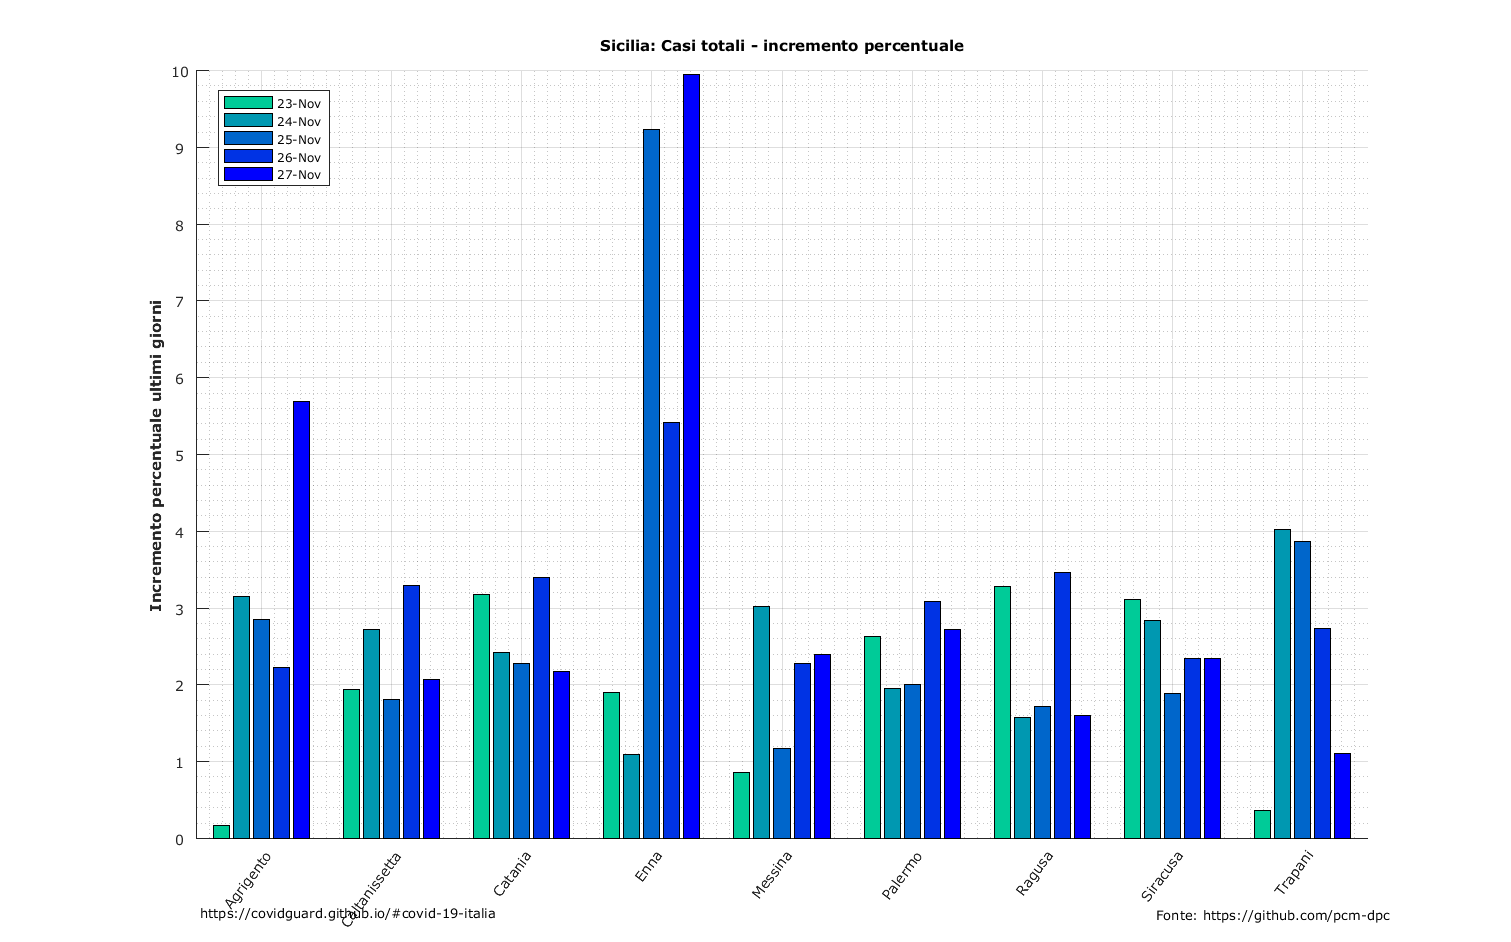 Sicilia: Casi totali - incremento percentuale
Incremento percentuale ultimi giorni
10
9
8
7
6
5
4
3
2
1
0
23-Nov
24-Nov
25-Nov
26-Nov
27-Nov
Agrigento
Caltanissetta
Catania
Enna
Messina
Palermo
Ragusa
Siracusa
Trapani
https://covidguard.github.io/#covid-19-italia
Fonte: https://github.com/pcm-dpc